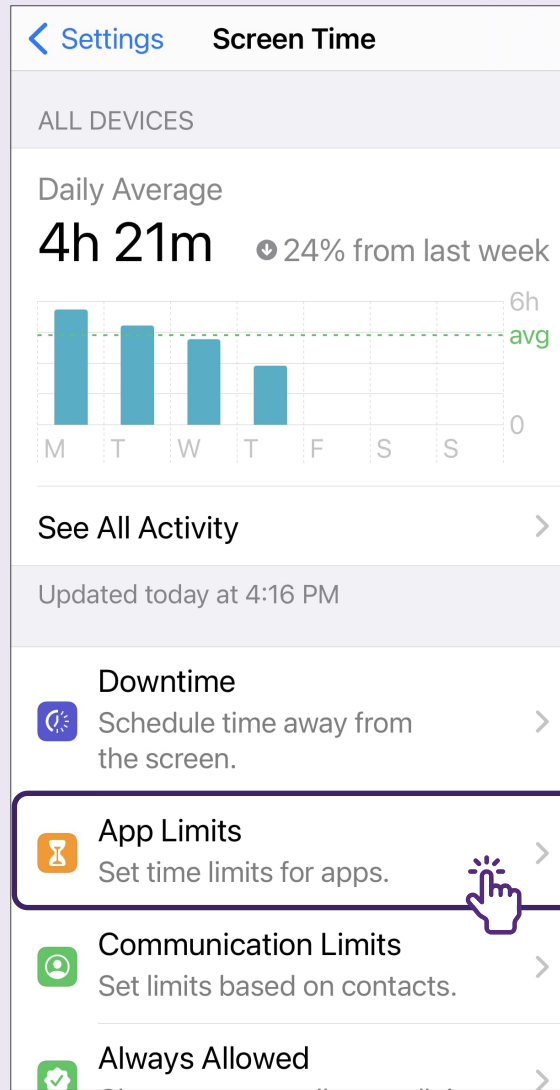 Settings Screen Time
ALL DEVICES
Daily Average
4h 21m 24% from last week
6h
avg
0
M T W T F S S
See All Activity
Updated today at 4:16 PM
Downtime
Schedule time away from
the screen.
App Limits
Set time limits for apps.
Communication Limits
Set limits based on contacts.
Always Allowed